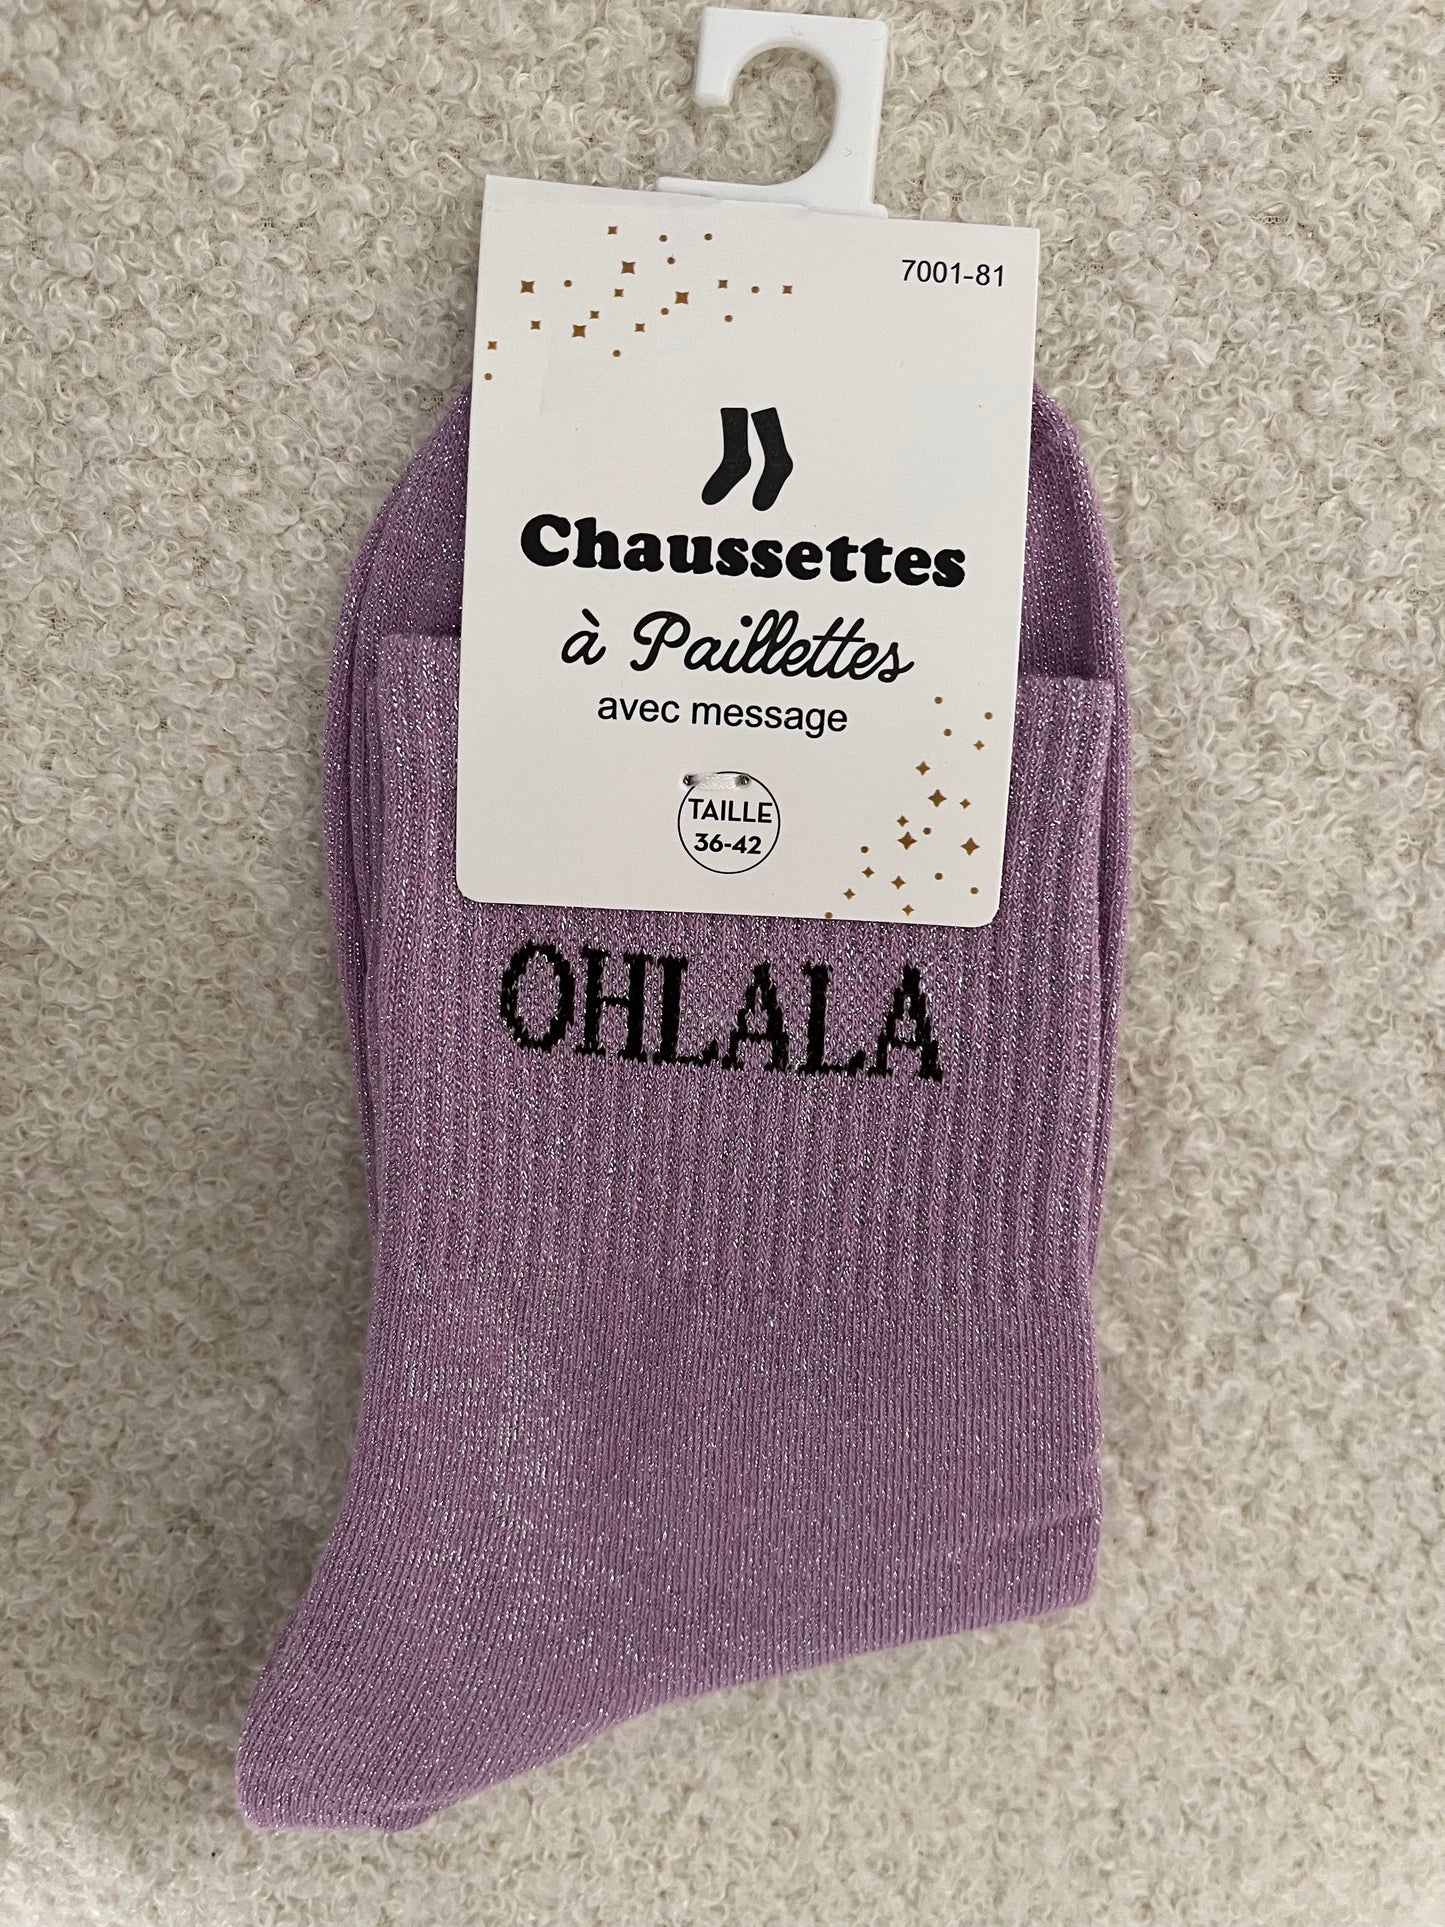 7001-81
Chaussettes
à Paillettes
avec message
TAILLE
36-42
OHLALA